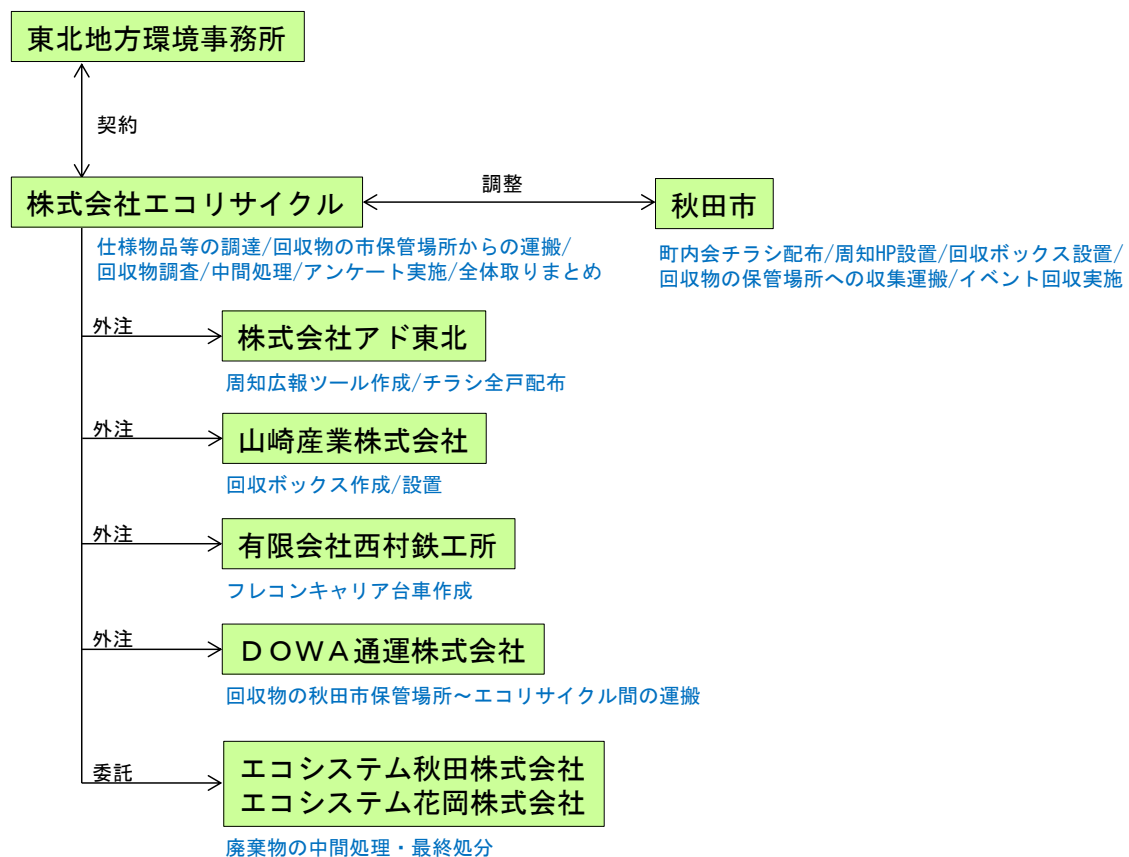 東北地方環境事務所
契約
株式会社エコリサイクル
調整
秋田市
仕様物品等の調達/回収物の市保管場所からの運搬/
回収物調査/中間処理/アンケート実施/全体取りまとめ
町内会チラシ配布/周知HP設置/回収ボックス設置/
回収物の保管場所への収集運搬/イベント回収実施
外注
株式会社アド東北
周知広報ツール作成/チラシ全戸配布
外注
山崎産業株式会社
回収ボックス作成/設置
外注
有限会社西村鉄工所
フレコンキャリア台車作成
外注
DOWA通運株式会社
回収物の秋田市保管場所～エコリサイクル間の運搬
委託
エコシステム秋田株式会社
エコシステム花岡株式会社
廃棄物の中間処理・最終処分